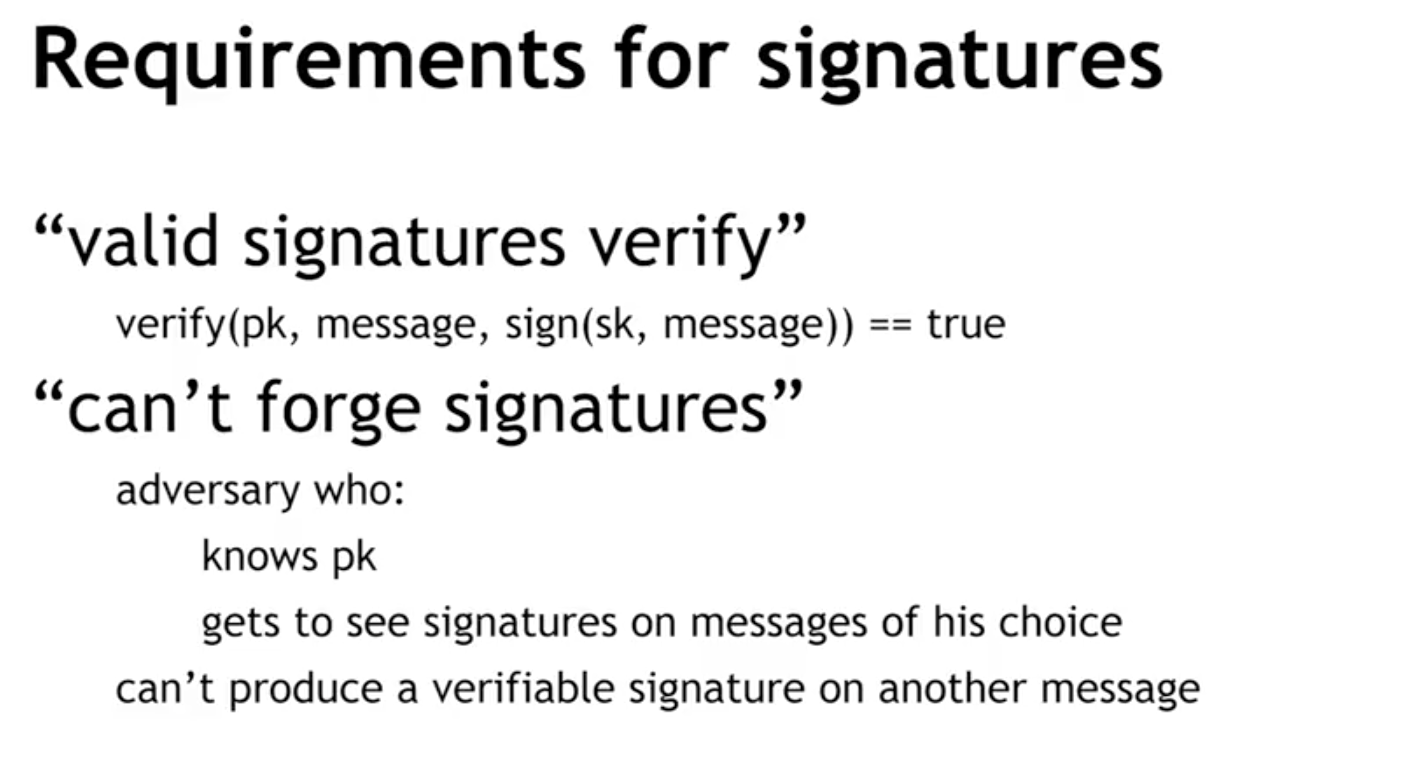 Requirements for signatures
“valid signatures verify”
verify(pk, message, sign(sk, message)) == true
“can’t forge signatures”
adversary who:
knows pk
gets to see signatures on messages of his choice
can’t produce a verifiable signature on another message